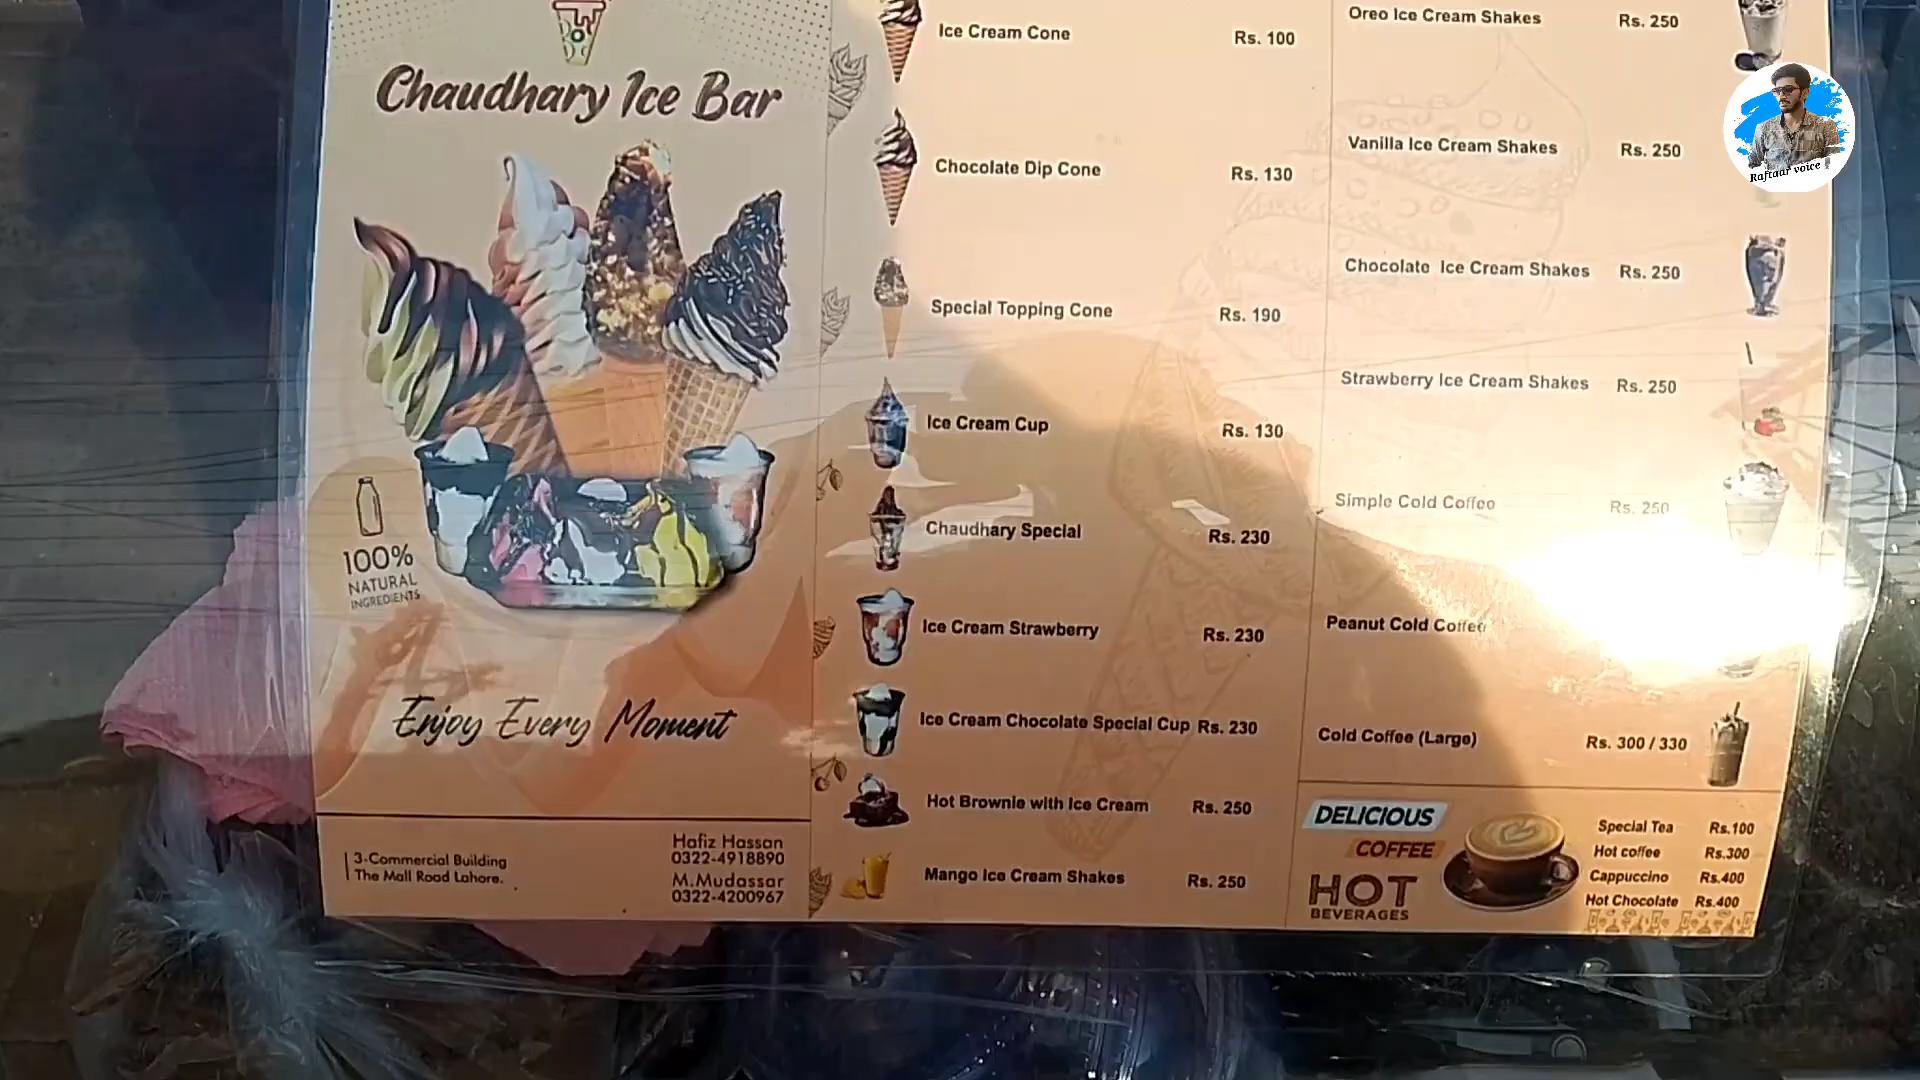 Chaudhary Ice Bar
100%
NATURAL
INGREDIENTS
Enjoy Every Moment
3-Commercial Building
The Mall Road Lahore.
Hafiz Hassan
0322-4918890
M.Mudassar
0322-4200967
Ice Cream Cone Rs. 100
Chocolate Dip Cone Rs. 130
Special Topping Cone Rs. 190
Ice Cream Cup Rs. 130
Chaudhary Special Rs. 230
Ice Cream Strawberry Rs. 230
Ice Cream Chocolate Special Cup Rs. 230
Hot Brownie with Ice Cream Rs. 250
Mango Ice Cream Shakes Rs. 250
Oreo Ice Cream Shakes Rs. 250
Vanilla Ice Cream Shakes Rs. 250
Chocolate Ice Cream Shakes Rs. 250
Strawberry Ice Cream Shakes Rs. 250
Simple Cold Coffee Rs. 250
Peanut Cold Coffee
Cold Coffee (Large) Rs. 300 / 330
DELICIOUS
COFFEE
HOT
BEVERAGES
Special Tea Rs.100
Hot coffee Rs.300
Cappuccino Rs.400
Hot Chocolate Rs.400
Raftaar voice